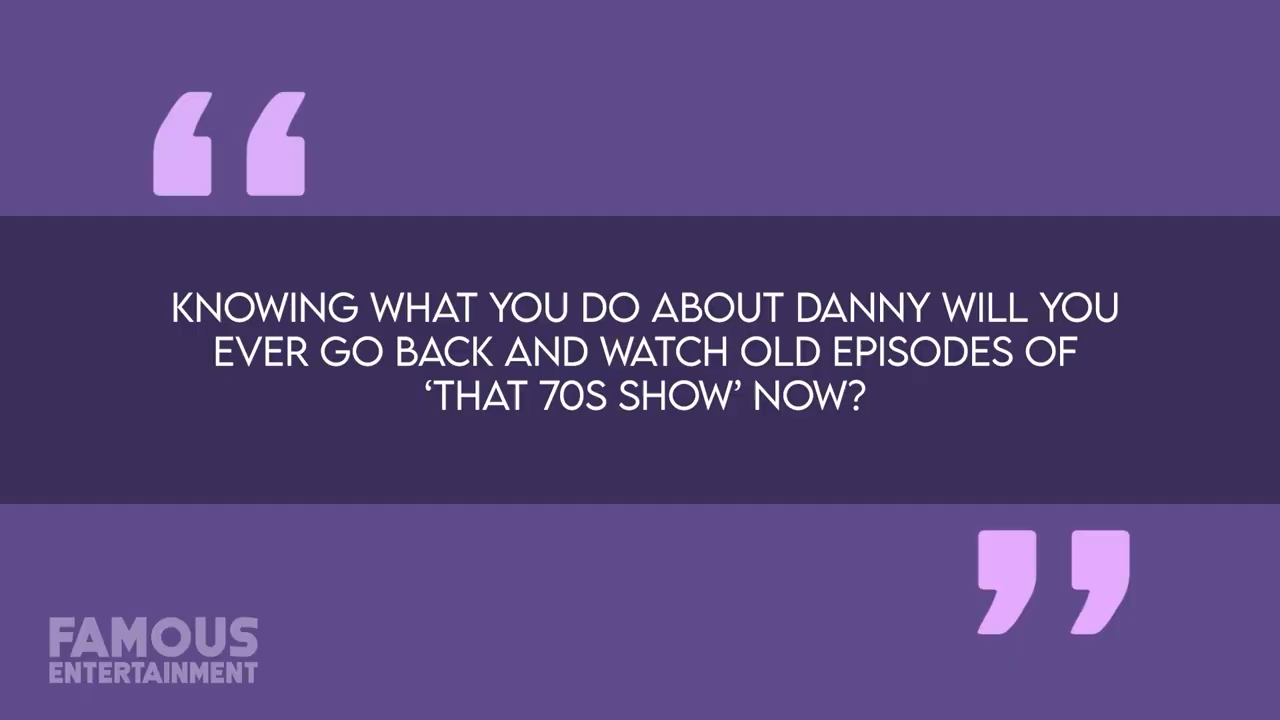 “
KNOWING WHAT YOU DO ABOUT DANNY WILL YOU
EVER GO BACK AND WATCH OLD EPISODES OF
‘THAT 70S SHOW’ NOW?
”
FAMOUS
ENTERTAINMENT